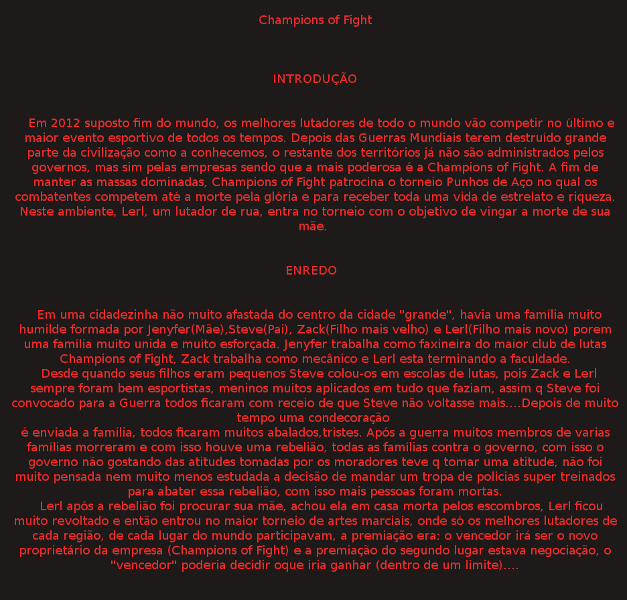 Champions of Fight
INTRODUÇÃO
Em 2012 suposto fim do mundo, os melhores lutadores de todo o mundo vão competir no último e
maior evento esportivo de todos os tempos. Depois das Guerras Mundiais terem destruido grande
parte da civilização como a conhecemos, o restante dos territórios já não são administrados pelos
governos, mas sim pelas empresas sendo que a mais poderosa é a Champions of Fight. A fim de
manter as massas dominadas, Champions of Fight patrocina o torneio Punhos de Aço no qual os
combatentes competem até a morte pela glória e para receber toda uma vida de estrelato e riqueza.
Neste ambiente, Lerl, um lutador de rua, entra no torneio com o objetivo de vingar a morte de sua
mãe.
ENREDO
Em uma cidadezinha não muito afastada do centro da cidade "grande", havia uma família muito
humilde formada por Jenyfer(Mãe),Steve(Pai), Zack(Filho mais velho) e Lerl(Filho mais novo) porem
uma família muito unida e muito esforçada. Jenyfer trabalha como faxineira do maior club de lutas
Champions of Fight, Zack trabalha como mecânico e Lerl esta terminando a faculdade.
Desde quando seus filhos eram pequenos Steve colou-os em escolas de lutas, pois Zack e Lerl
sempre foram bem esportistas, meninos muitos aplicados em tudo que faziam, assim q Steve foi
convocado para a Guerra todos ficaram com receio de que Steve não voltasse mais....Depois de muito
tempo uma condecoração
é enviada a família, todos ficaram muitos abalados,tristes. Após a guerra muitos membros de varias
famílias morreram e com isso houve uma rebelião, todas as famílias contra o governo, com isso o
governo não gostando das atitudes tomadas por os moradores teve q tomar uma atitude, não foi
muito pensada nem muito menos estudada a decisão de mandar um tropa de policias super treinados
para abater essa rebelião, com isso mais pessoas foram mortas.
Lerl após a rebelião foi procurar sua mãe, achou ela em casa morta pelos escombros, Lerl ficou
muito revoltado e então entrou no maior torneio de artes marciais, onde só os melhores lutadores de
cada região, de cada lugar do mundo participavam, a premiação era: o vencedor irá ser o novo
proprietário da empresa (Champions of Fight) e a premiação do segundo lugar estava negociação, o
"vencedor" poderia decidir oque iria ganhar (dentro de um limite)....